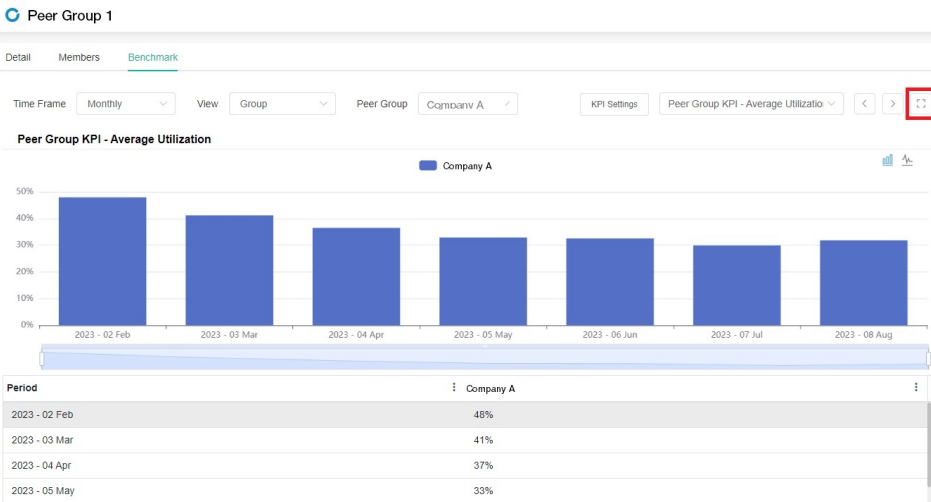 Peer Group 1
Detail Members Benchmark
Time Frame Monthly View Group Peer Group Company A KPI Settings Peer Group KPI - Average Utilizatio
Peer Group KPI - Average Utilization
Company A
50%
40%
30%
20%
10%
0%
2023 - 02 Feb 2023 - 03 Mar 2023 - 04 Apr 2023 - 05 May 2023 - 06 Jun 2023 - 07 Jul 2023 - 08 Aug
Period Company A
2023 - 02 Feb 48%
2023 - 03 Mar 41%
2023 - 04 Apr 37%
2023 - 05 May 33%